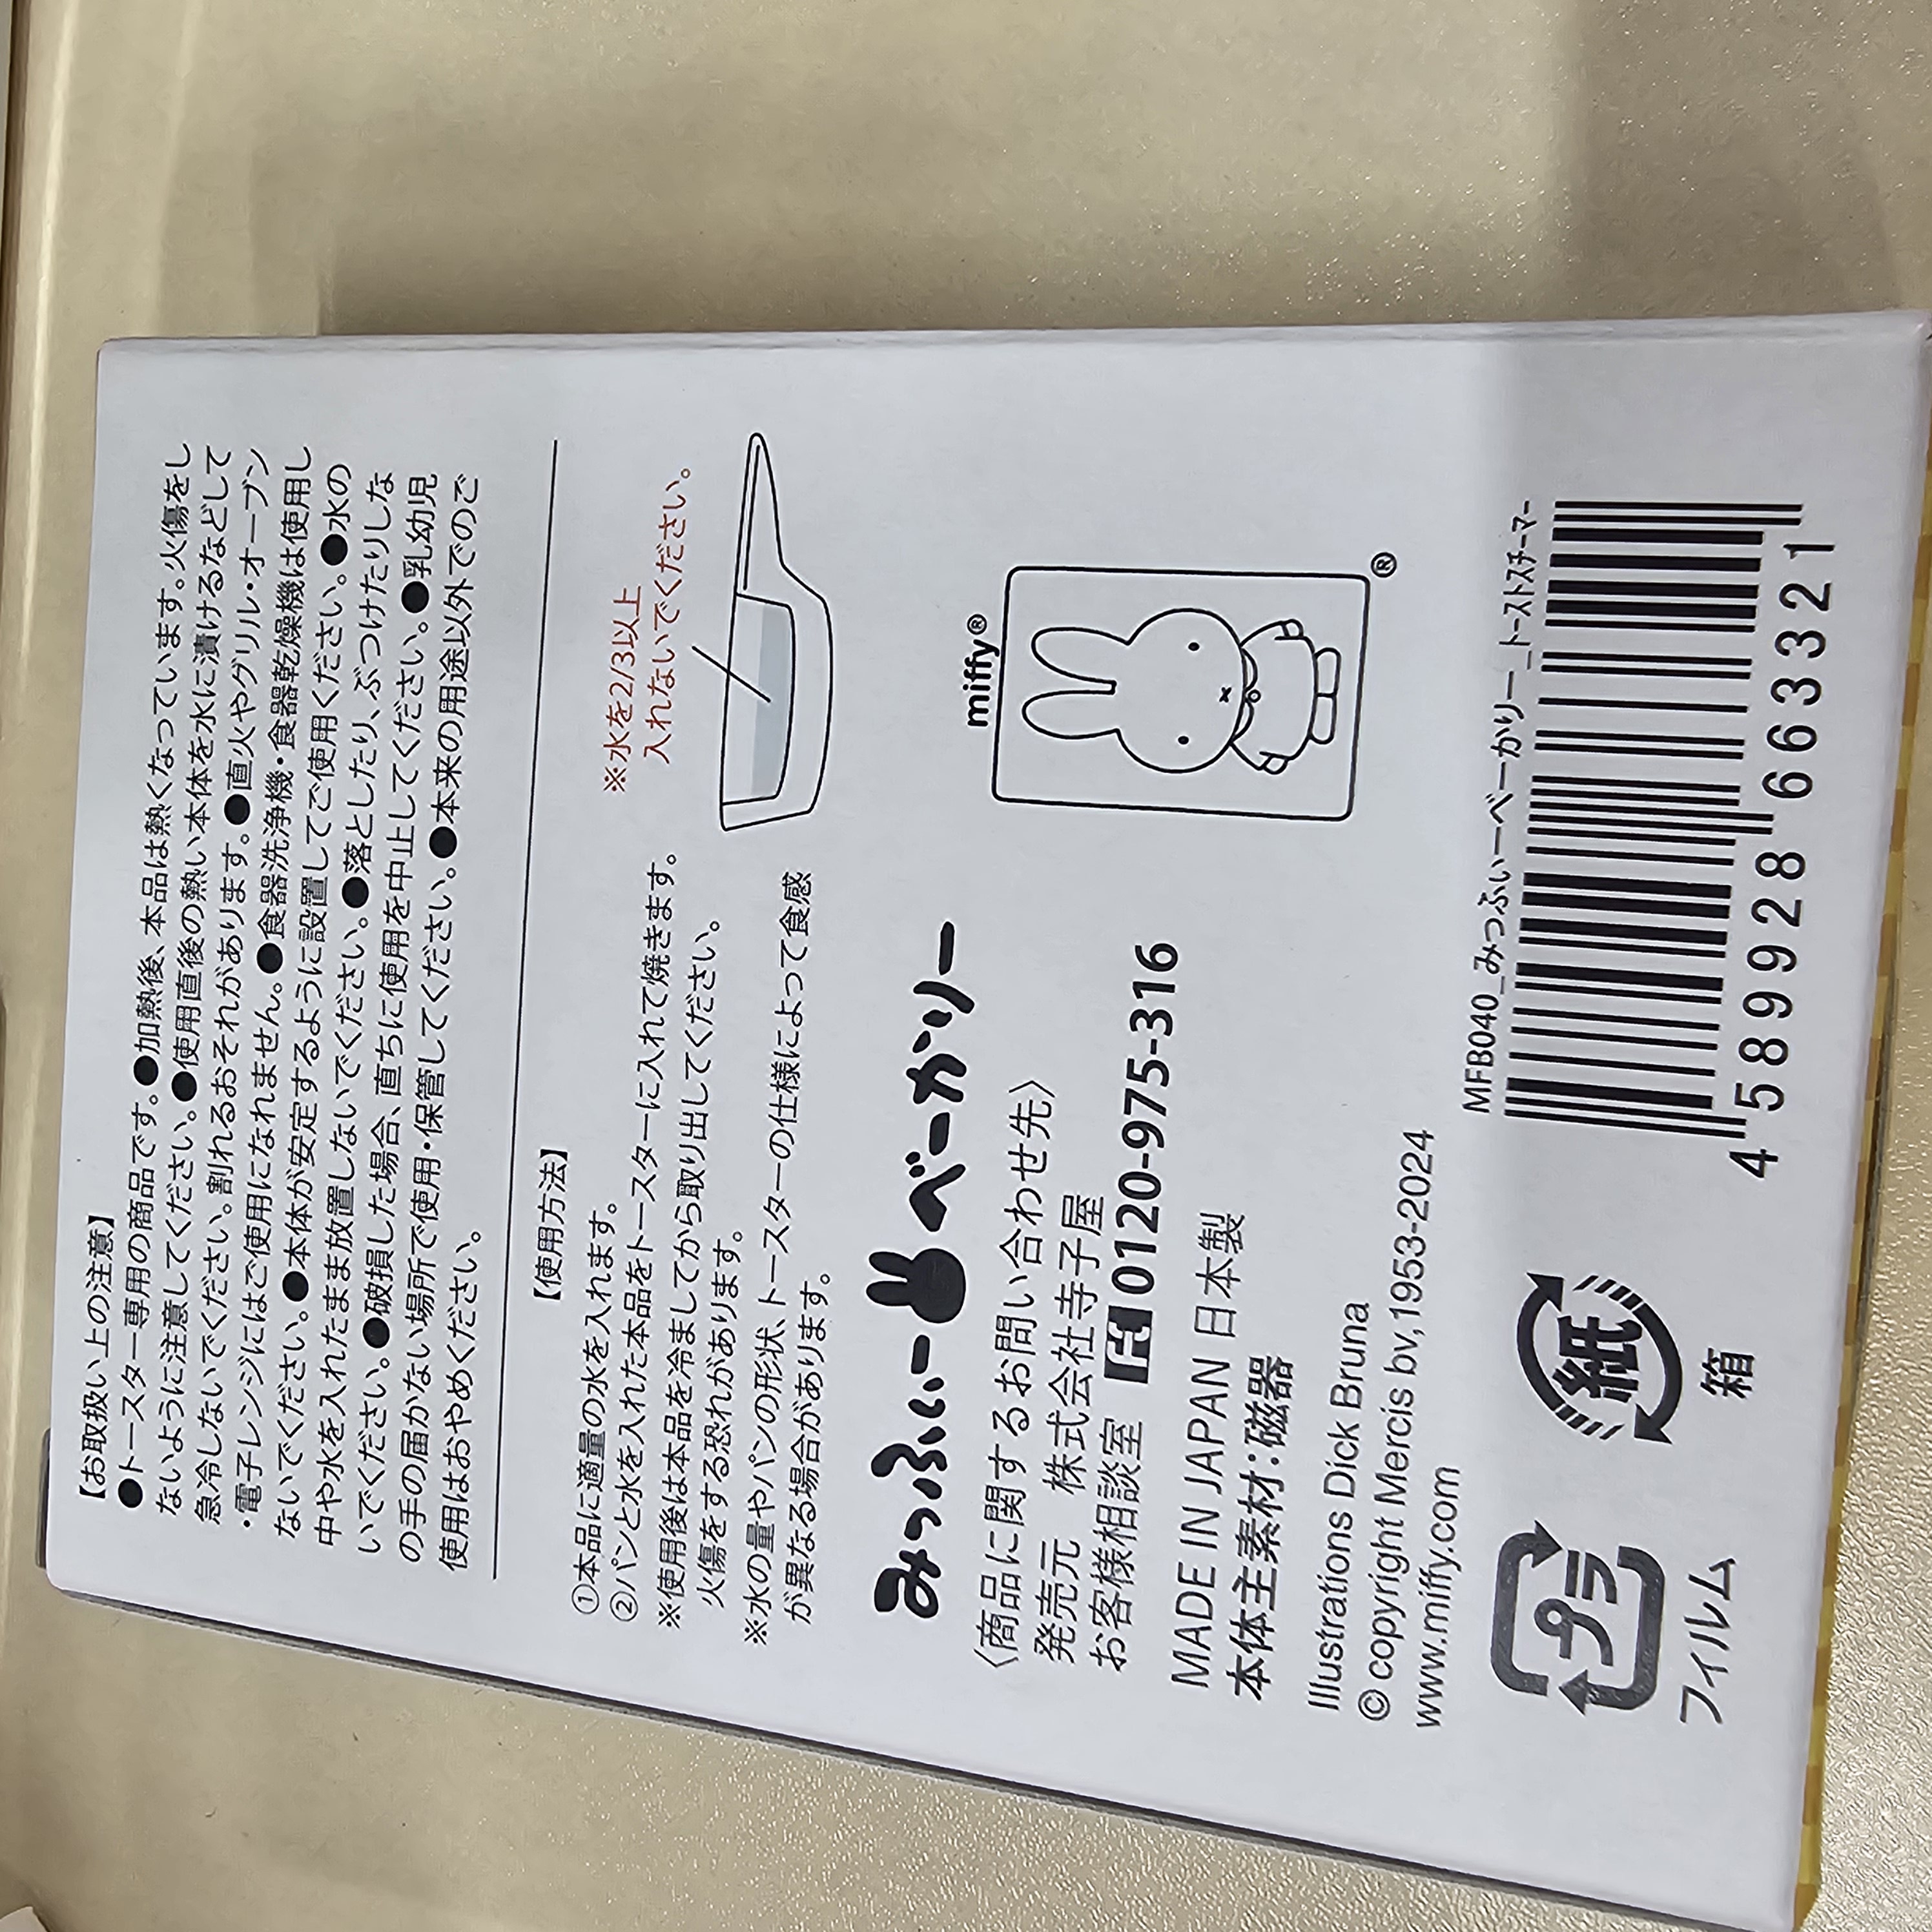 【お取扱い上の注意】
●トースター専用の商品です。●加熱後、本品は熱くなっています。火傷をし
ないように注意してください。●使用直後の熱い本体を水に漬けるなどして
急冷しないでください。割れるおそれがあります。●直火やグリル・オーブン
・電子レンジにはご使用になれません。●食器洗浄機・食器乾燥機は使用し
ないでください。●本体が安定するように設置してご使用ください。●水の
中や水を入れたまま放置しないでください。●落としたり、ぶつけたりしな
いでください。●破損した場合、直ちに使用を中止してください。●乳幼児
の手の届かない場所で使用・保管してください。●本来の用途以外でのご
使用はおやめください。
【使用方法】
①本品に適量の水を入れます。
②パンと水を入れた本品をトースターに入れて焼きます。
※使用後は本品を冷ましてから取り出してください。
火傷をする恐れがあります。
※水の量やパンの形状、トースターの仕様によって食感
が異なる場合があります。
※水を2/3以上
入れないでください。
みっふぃーべーかりー
miffy®
®
〈商品に関するお問い合わせ先〉
発売元 株式会社寺子屋
お客様相談室 0120-975-316
MADE IN JAPAN 日本製
本体主素材:磁器
Illustrations Dick Bruna
© copyright Mercis bv,1953-2024
www.miffy.com
プラ
フィルム
紙
箱
MFB040_みっふぃーべーかりー_トーストスチーマー
4 589928 663321